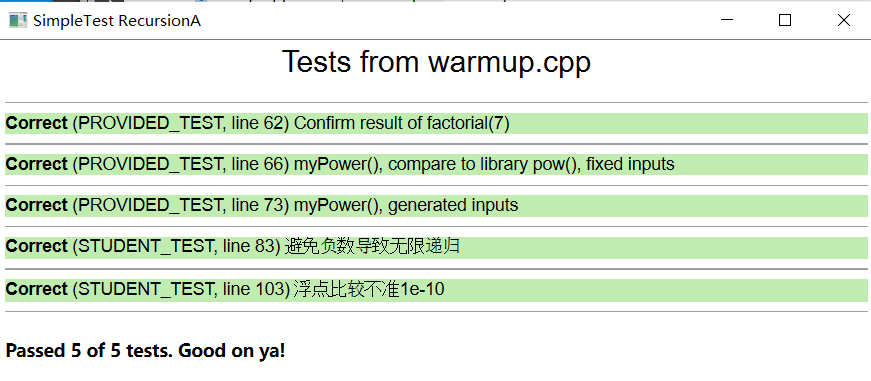 SimpleTest RecursionA
Tests from warmup.cpp
Correct (PROVIDED_TEST, line 62) Confirm result of factorial(7)
Correct (PROVIDED_TEST, line 66) myPower(), compare to library pow(), fixed inputs
Correct (PROVIDED_TEST, line 73) myPower(), generated inputs
Correct (STUDENT_TEST, line 83) 避免负数导致无限递归
Correct (STUDENT_TEST, line 103) 浮点比较不准1e-10
Passed 5 of 5 tests. Good on ya!